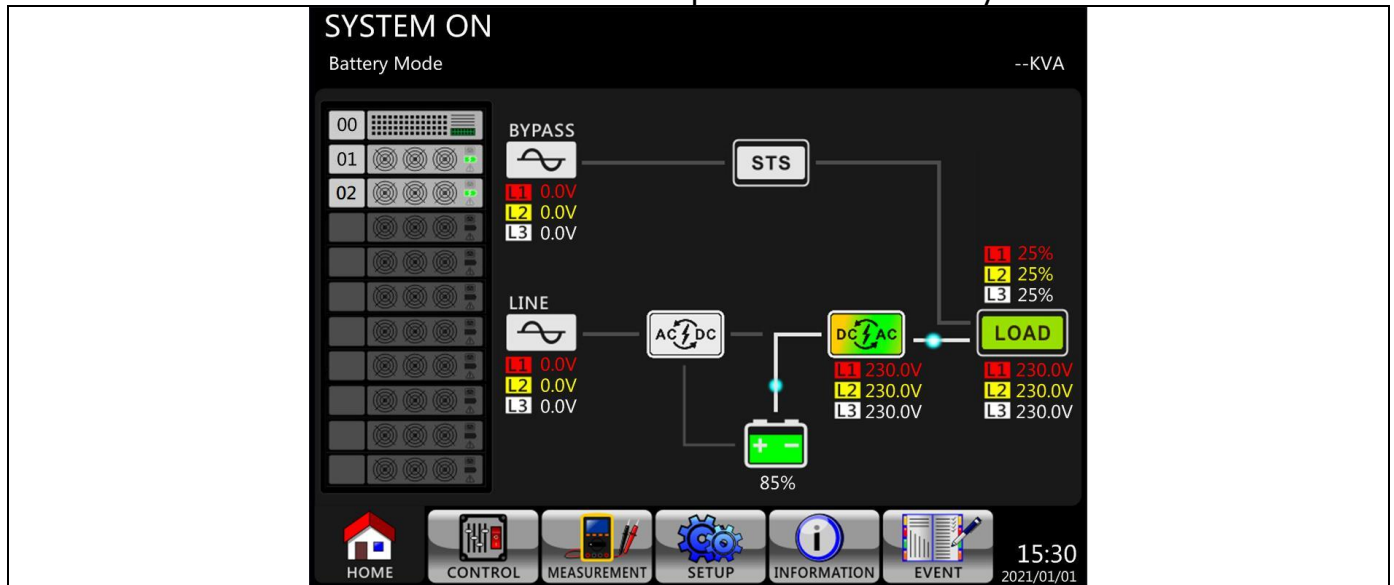 SYSTEM ON
Battery Mode
--KVA
00
01
02
BYPASS
L1 0.0V
L2 0.0V
L3 0.0V
STS
L1 25%
L2 25%
L3 25%
LINE
L1 0.0V
L2 0.0V
L3 0.0V
AC DC
DC AC
L1 230.0V
L2 230.0V
L3 230.0V
LOAD
L1 230.0V
L2 230.0V
L3 230.0V
+ −
85%
HOME
CONTROL
MEASUREMENT
SETUP
INFORMATION
EVENT
15:30
2021/01/01